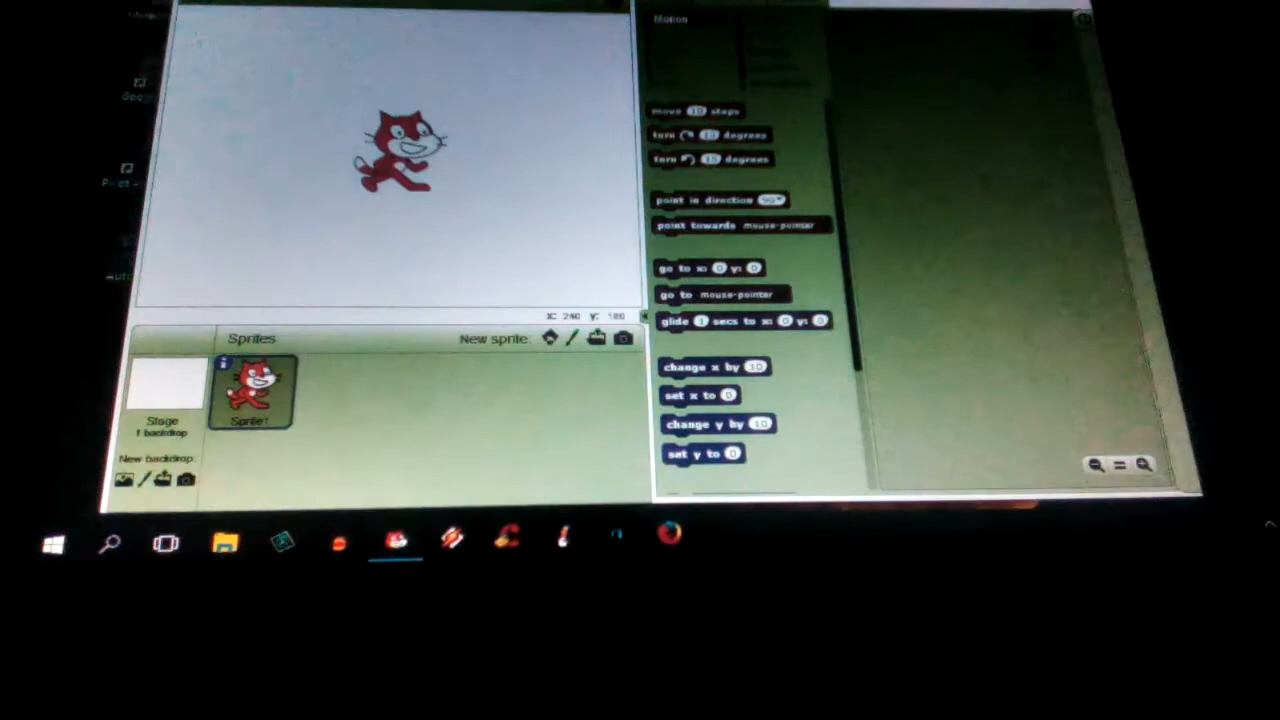 Motion
move 10 steps
turn 15 degrees
turn 15 degrees
point in direction 90
point towards mouse-pointer
go to x: 0 y: 0
go to mouse-pointer
glide 1 secs to x: 0 y: 0
change x by 10
set x to 0
change y by 10
set y to 0
X: 240 Y: 180
Sprites
New sprite:
Stage
1 backdrop
Sprite1
New backdrop: